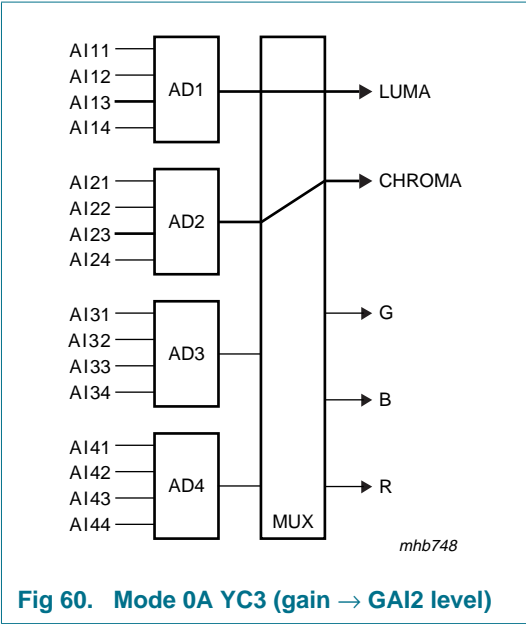 AI11
AI12
AI13
AI14
AD1
LUMA
AI21
AI22
AI23
AI24
AD2
CHROMA
AI31
AI32
AI33
AI34
AD3
G
B
AI41
AI42
AI43
AI44
AD4
R
MUX
mhb748
Fig 60. Mode 0A YC3 (gain → GAI2 level)